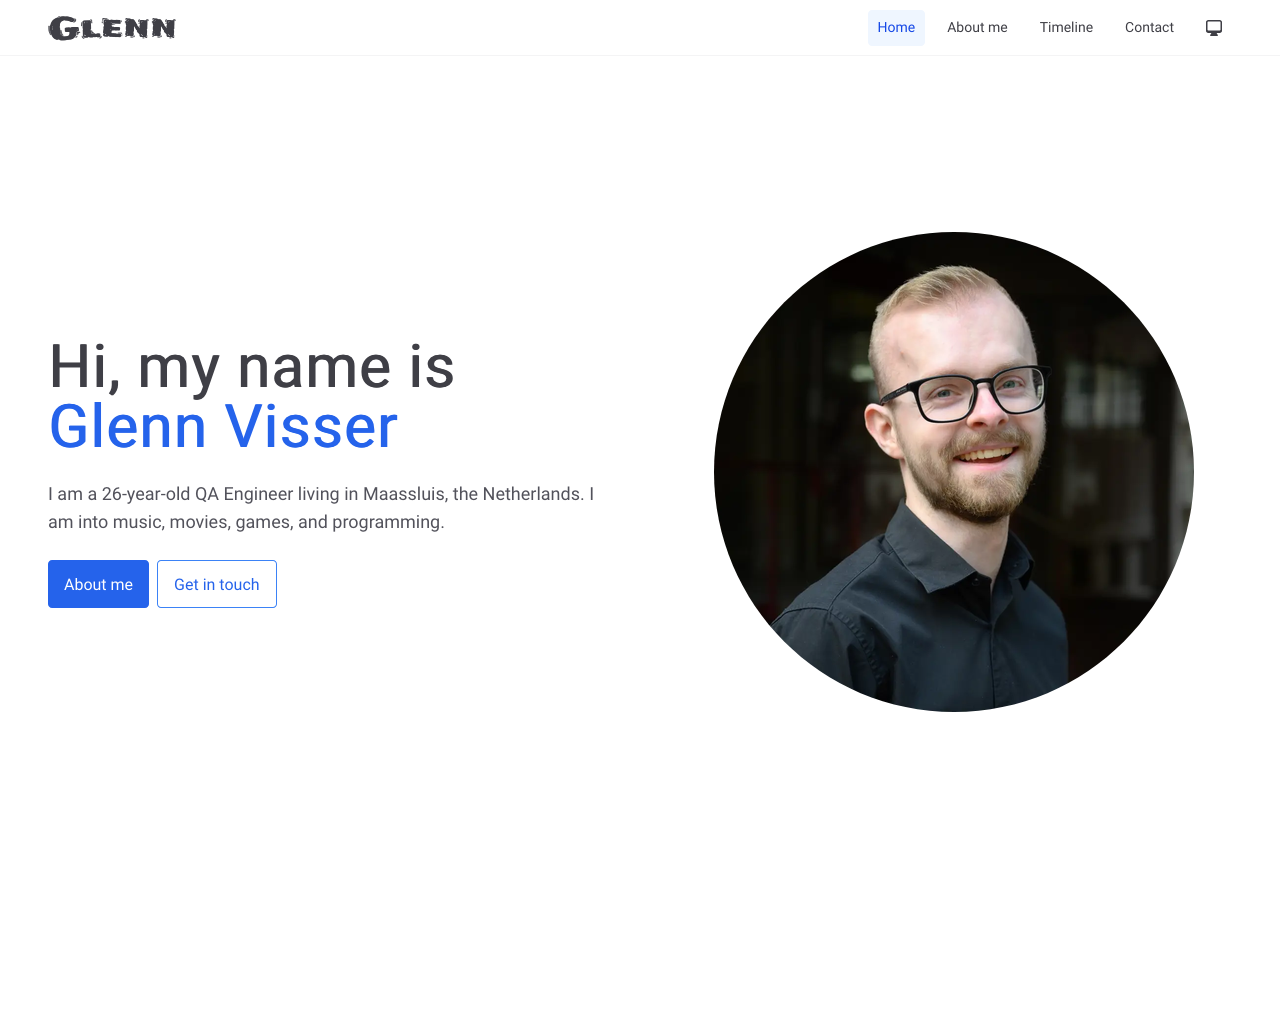 GLENN
Home
About me
Timeline
Contact
Hi, my name is
Glenn Visser
I am a 26-year-old QA Engineer living in Maassluis, the Netherlands. I
am into music, movies, games, and programming.
About me
Get in touch